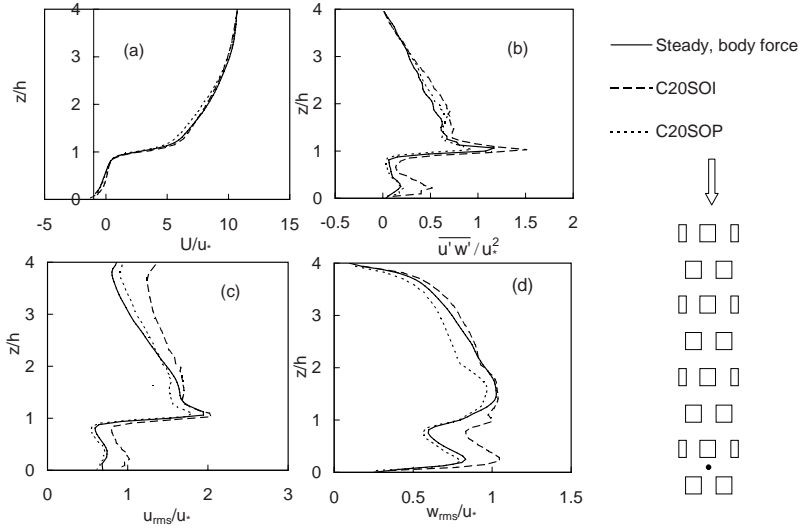 4
3
2
1
0
-5 0 5 10 15
z/h
U/u*
(a)
4
3
2
1
0
-0.5 0 0.5 1 1.5 2
z/h
u'w'/u*²
(b)
Steady, body force
C20SOI
C20SOP
4
3
2
1
0
0 1 2 3
z/h
u_rms/u*
(c)
4
3
2
1
0
0 0.5 1 1.5
z/h
w_rms/u*
(d)